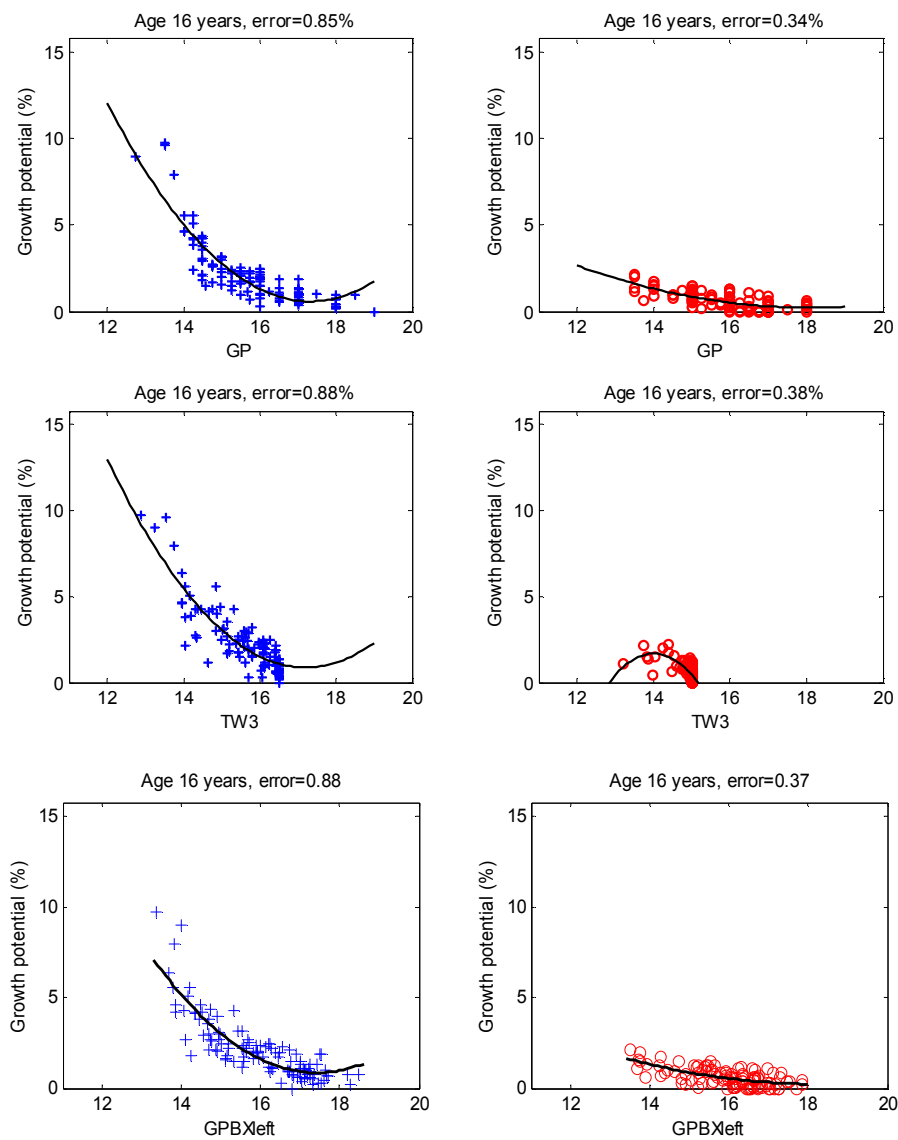 Age 16 years, error=0.85%
Growth potential (%)
15
10
5
0
12 14 16 18 20
GP
Age 16 years, error=0.34%
Growth potential (%)
15
10
5
0
12 14 16 18 20
GP
Age 16 years, error=0.88%
Growth potential (%)
15
10
5
0
12 14 16 18 20
TW3
Age 16 years, error=0.38%
Growth potential (%)
15
10
5
0
12 14 16 18 20
TW3
Age 16 years, error=0.88
Growth potential (%)
15
10
5
0
12 14 16 18 20
GPBXleft
Age 16 years, error=0.37
Growth potential (%)
15
10
5
0
12 14 16 18 20
GPBXleft